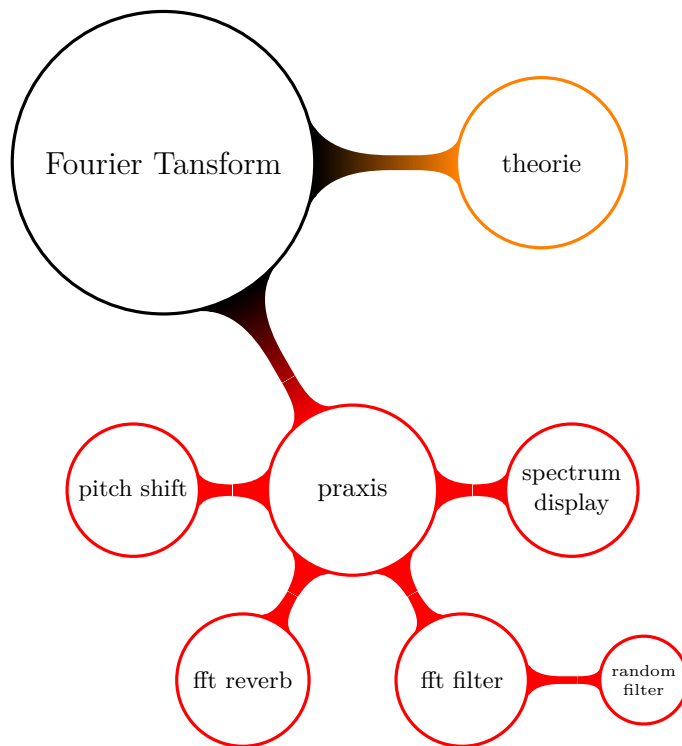 Fourier Tansform
theorie
praxis
pitch shift
spectrum
display
fft reverb
fft filter
random
filter